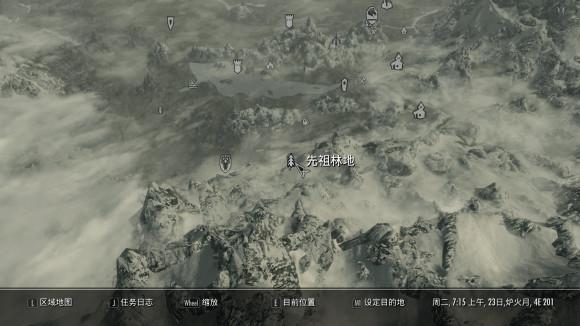 先祖林地
L 区域地图 J 任务日志 Wheel 缩放 E 目前位置 M1 设定目的地 周二, 7:15 上午, 23日, 炉火月, 4E 201